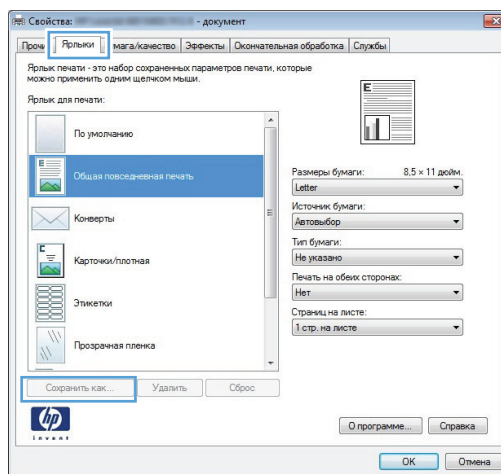 Свойства: - документ
Ярлыки мага/качество Эффекты Окончательная обработка Службы
Ярлык печати - это набор сохраненных параметров печати, которые
можно применить одним щелчком мыши.
Ярлык для печати:
По умолчанию
Общая повседневная печать
Конверты
Карточки/плотная
Этикетки
Прозрачная пленка
Сохранить как...
Удалить
Сброс
E
Размеры бумаги: 8,5 × 11 дюйм.
Letter
Источник бумаги:
Автовыбор
Тип бумаги:
Не указано
Печать на обеих сторонах:
Нет
Страниц на листе:
1 стр. на листе
hp
invent
О программе...
Справка
OK
Отмена